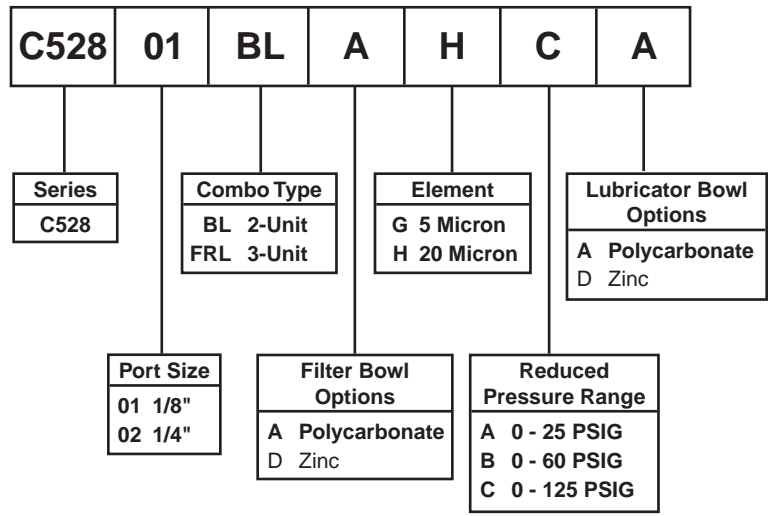 C528 01 BL A H C A
Series
C528
Combo Type
BL 2-Unit
FRL 3-Unit
Element
G 5 Micron
H 20 Micron
Lubricator Bowl
Options
A Polycarbonate
D Zinc
Port Size
01 1/8"
02 1/4"
Filter Bowl
Options
A Polycarbonate
D Zinc
Reduced
Pressure Range
A 0 - 25 PSIG
B 0 - 60 PSIG
C 0 - 125 PSIG